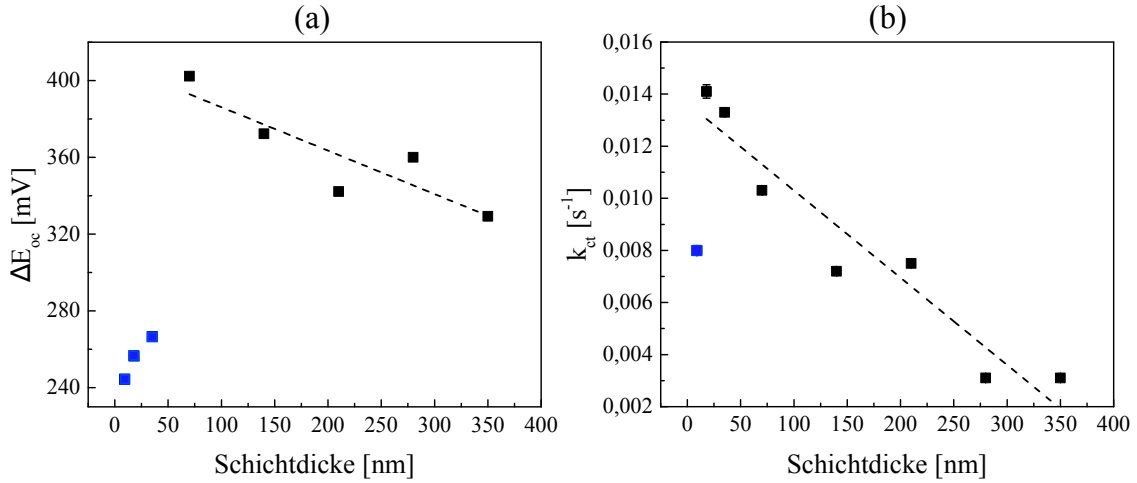 (a)
400
360
320
280
240
ΔE_oc [mV]
0 50 100 150 200 250 300 350 400
Schichtdicke [nm]
(b)
0,016
0,014
0,012
0,010
0,008
0,006
0,004
0,002
k_ct [s^-1]
0 50 100 150 200 250 300 350 400
Schichtdicke [nm]